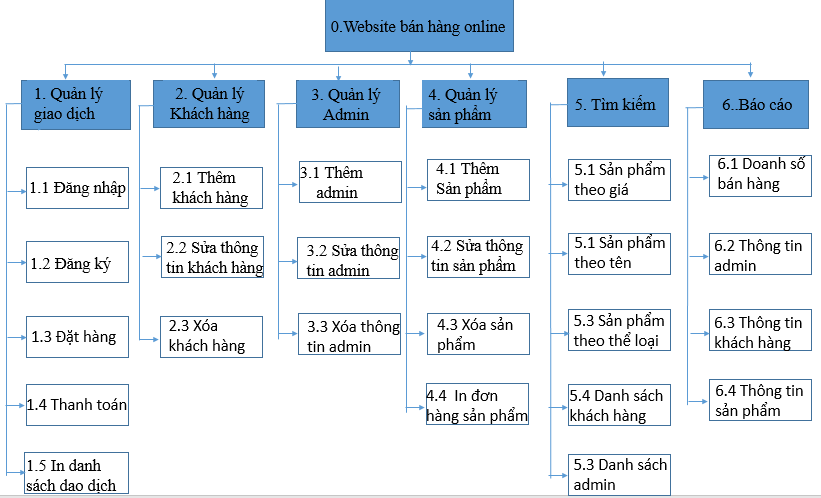 0.Website bán hàng online
1. Quản lý
giao dịch
1.1 Đăng nhập
1.2 Đăng ký
1.3 Đặt hàng
1.4 Thanh toán
1.5 In danh
sách dao dịch
2. Quản lý
Khách hàng
2.1 Thêm
khách hàng
2.2 Sửa thông
tin khách hàng
2.3 Xóa
khách hàng
3. Quản lý
Admin
3.1 Thêm
admin
3.2 Sửa thông
tin admin
3.3 Xóa thông
tin admin
4. Quản lý
sản phẩm
4.1 Thêm
Sản phẩm
4.2 Sửa thông
tin sản phẩm
4.3 Xóa sản
phẩm
4.4 In đơn
hàng sản phẩm
5. Tìm kiếm
5.1 Sản phẩm
theo giá
5.1 Sản phẩm
theo tên
5.3 Sản phẩm
theo thể loại
5.4 Danh sách
khách hàng
5.3 Danh sách
admin
6..Báo cáo
6.1 Doanh số
bán hàng
6.2 Thông tin
admin
6.3 Thông tin
khách hàng
6.4 Thông tin
sản phẩm